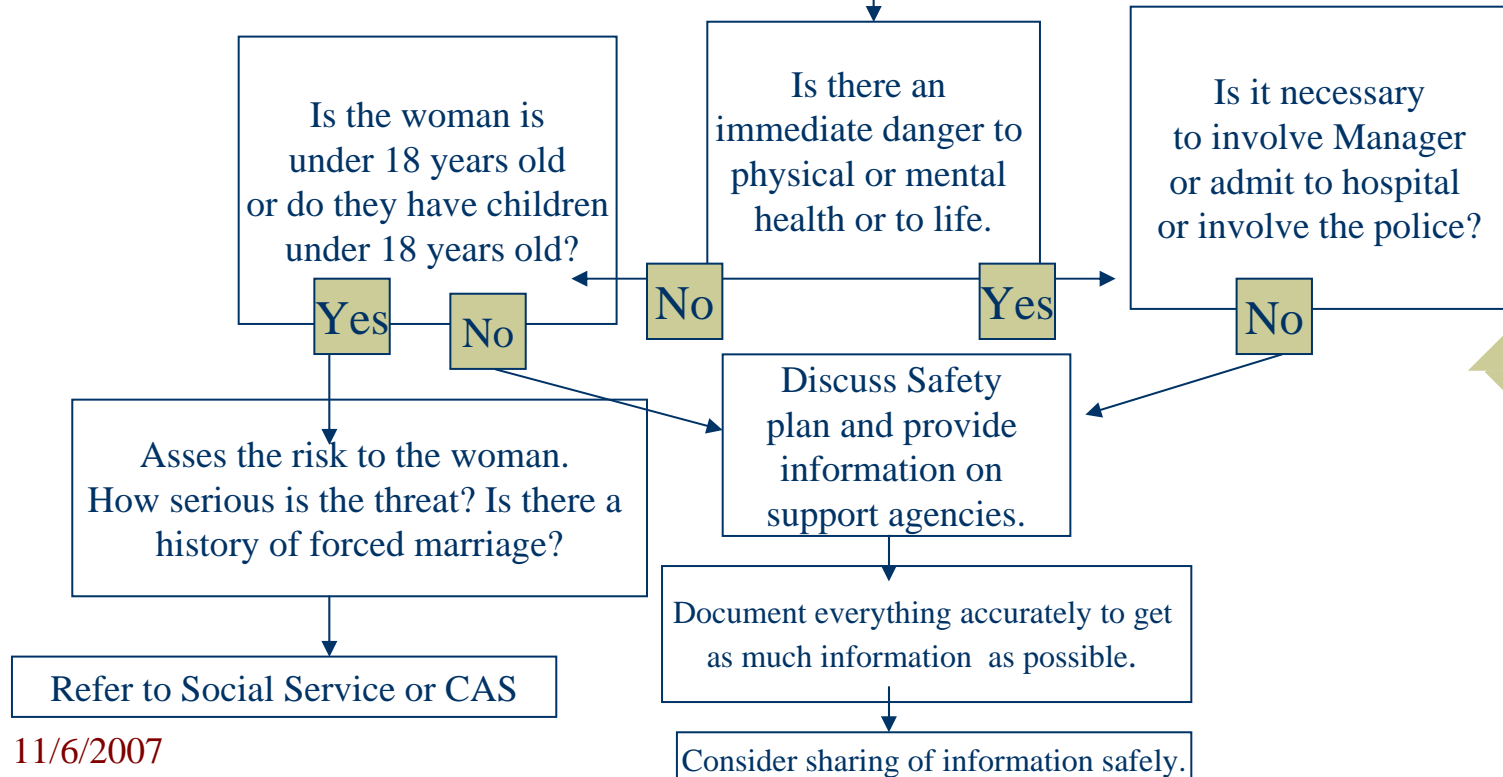 Is the woman is
under 18 years old
or do they have children
under 18 years old?
Yes
No
Is there an
immediate danger to
physical or mental
health or to life.
No
Yes
Is it necessary
to involve Manager
or admit to hospital
or involve the police?
No
Asses the risk to the woman.
How serious is the threat? Is there a
history of forced marriage?
Discuss Safety
plan and provide
information on
support agencies.
Document everything accurately to get
as much information as possible.
Refer to Social Service or CAS
Consider sharing of information safely.
11/6/2007